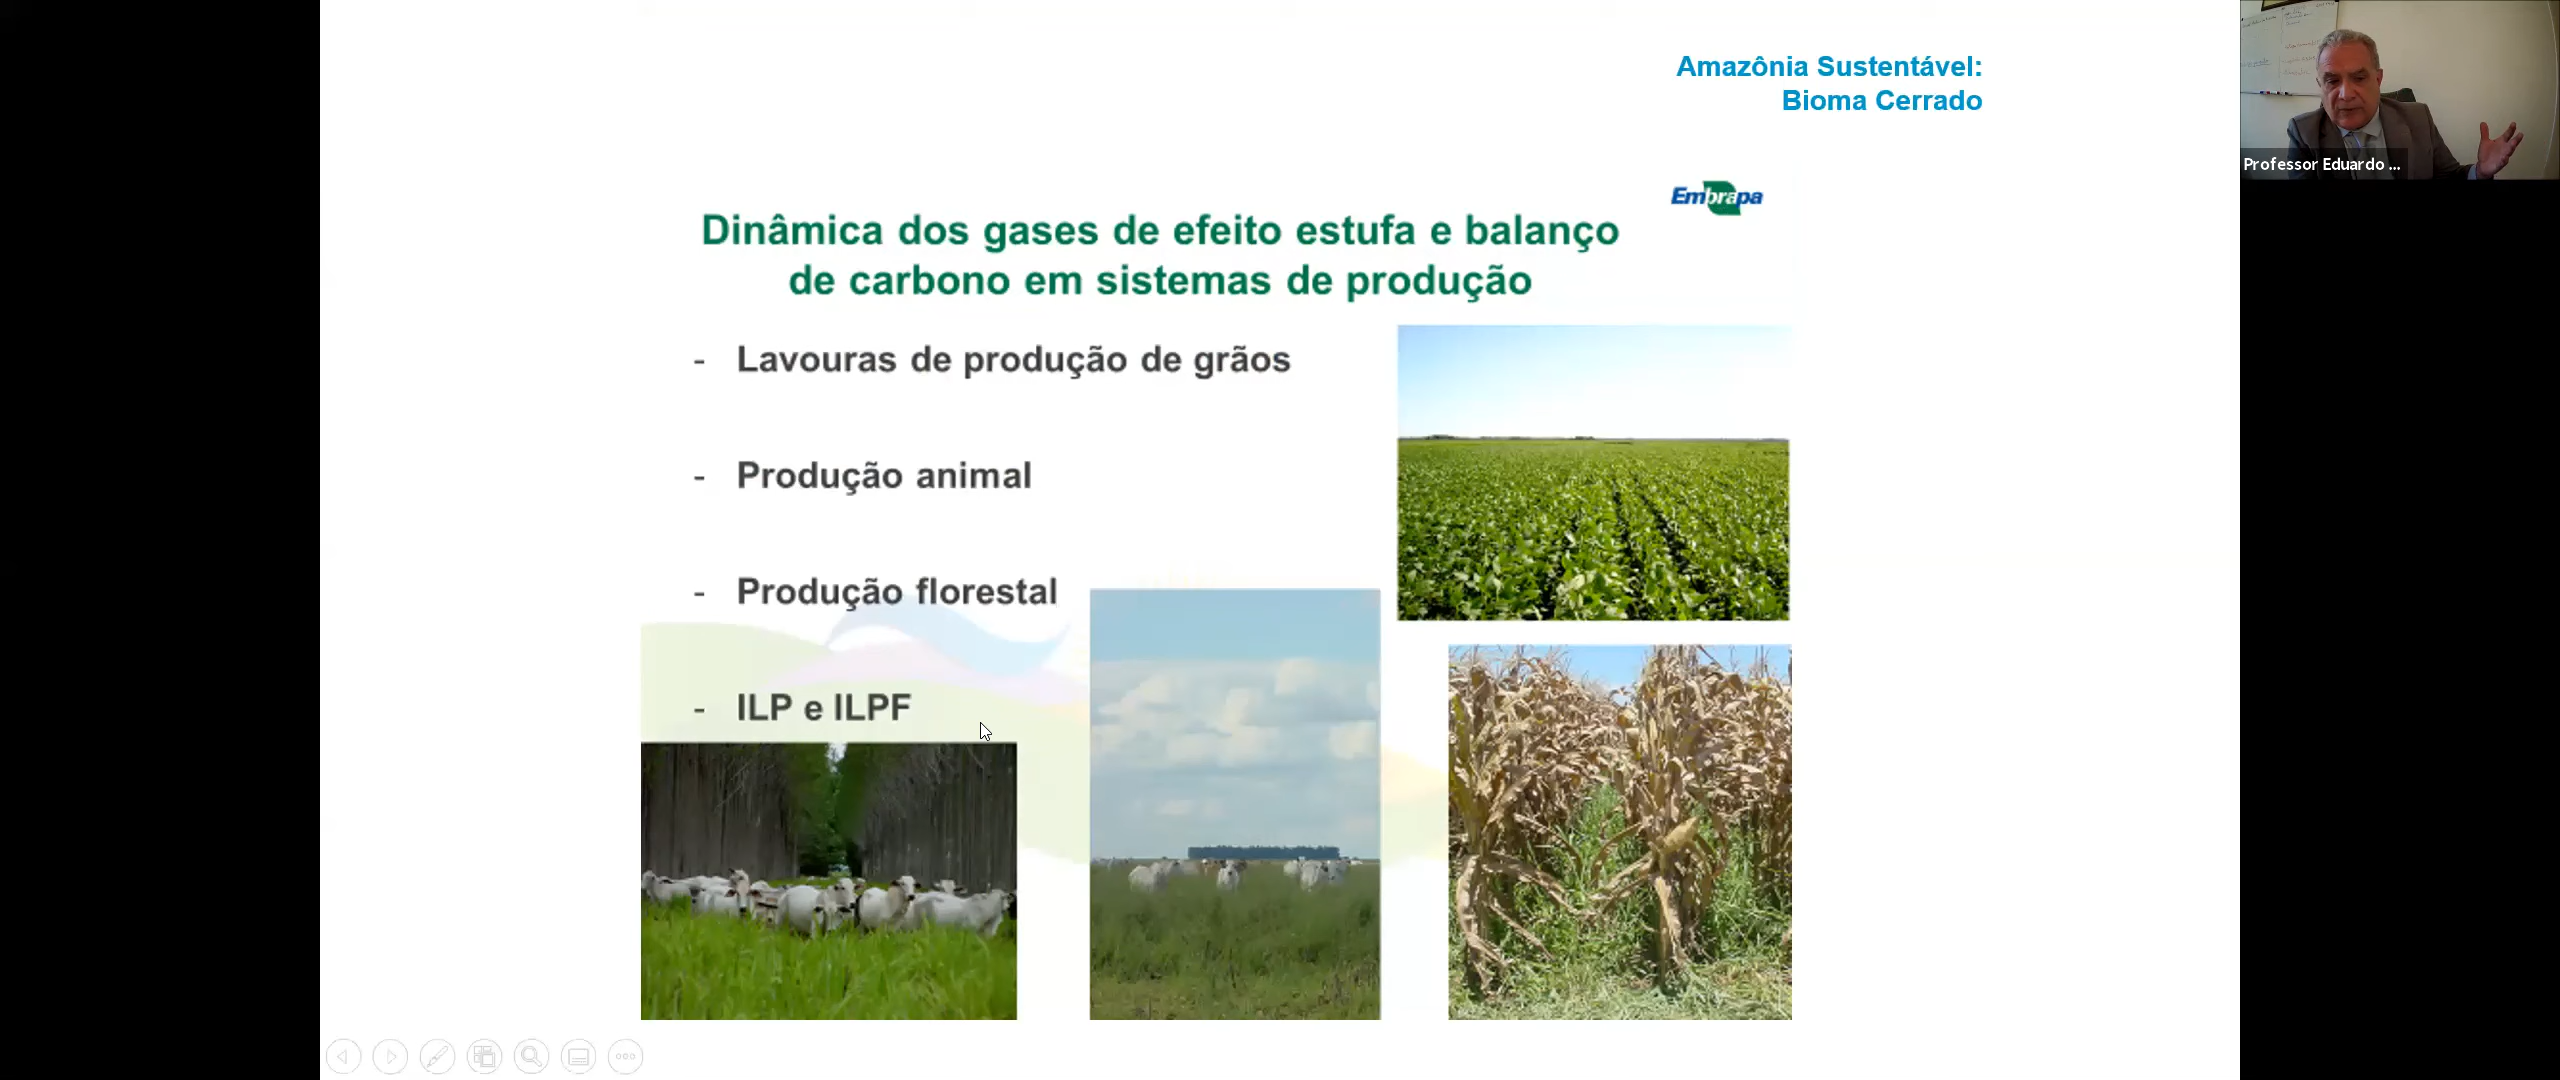 Amazônia Sustentável:
Bioma Cerrado
Professor Eduardo ...
Embrapa
Dinâmica dos gases de efeito estufa e balanço
de carbono em sistemas de produção
- Lavouras de produção de grãos
- Produção animal
- Produção florestal
- ILP e ILPF